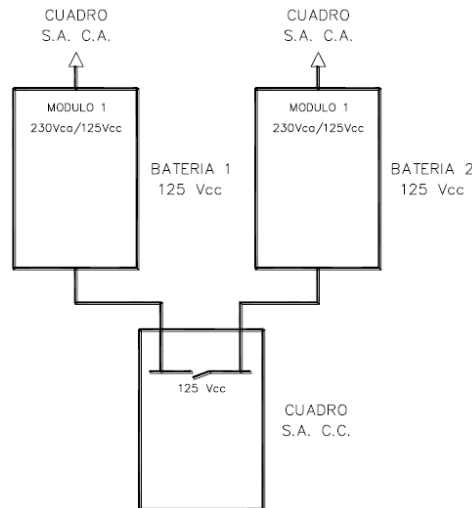 CUADRO
S.A. C.A.
CUADRO
S.A. C.A.
MODULO 1
230Vca/125Vcc
MODULO 1
230Vca/125Vcc
BATERIA 1
125 Vcc
BATERIA 2
125 Vcc
125 Vcc
CUADRO
S.A. C.C.